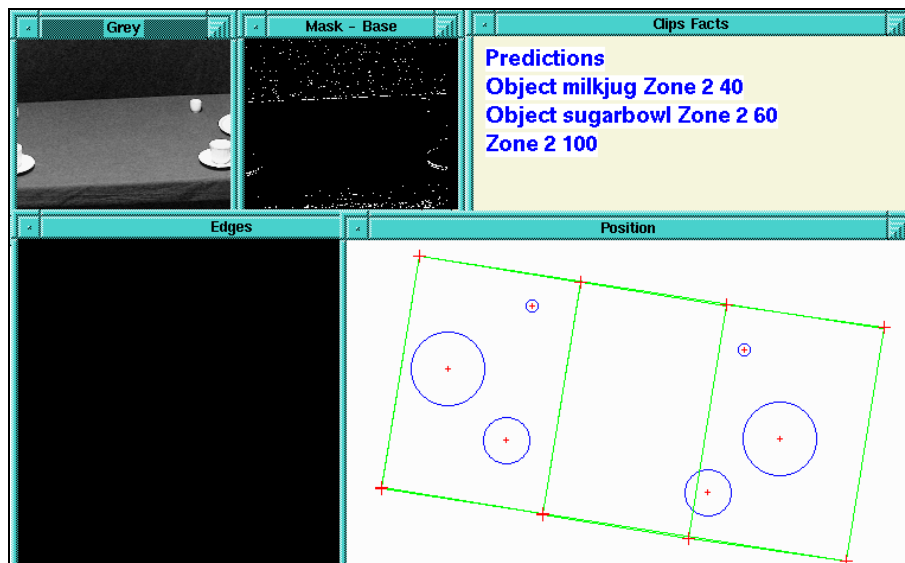 Grey
Mask - Base
Clips Facts
Predictions
Object milkjug Zone 2 40
Object sugarbowl Zone 2 60
Zone 2 100
Edges
Position